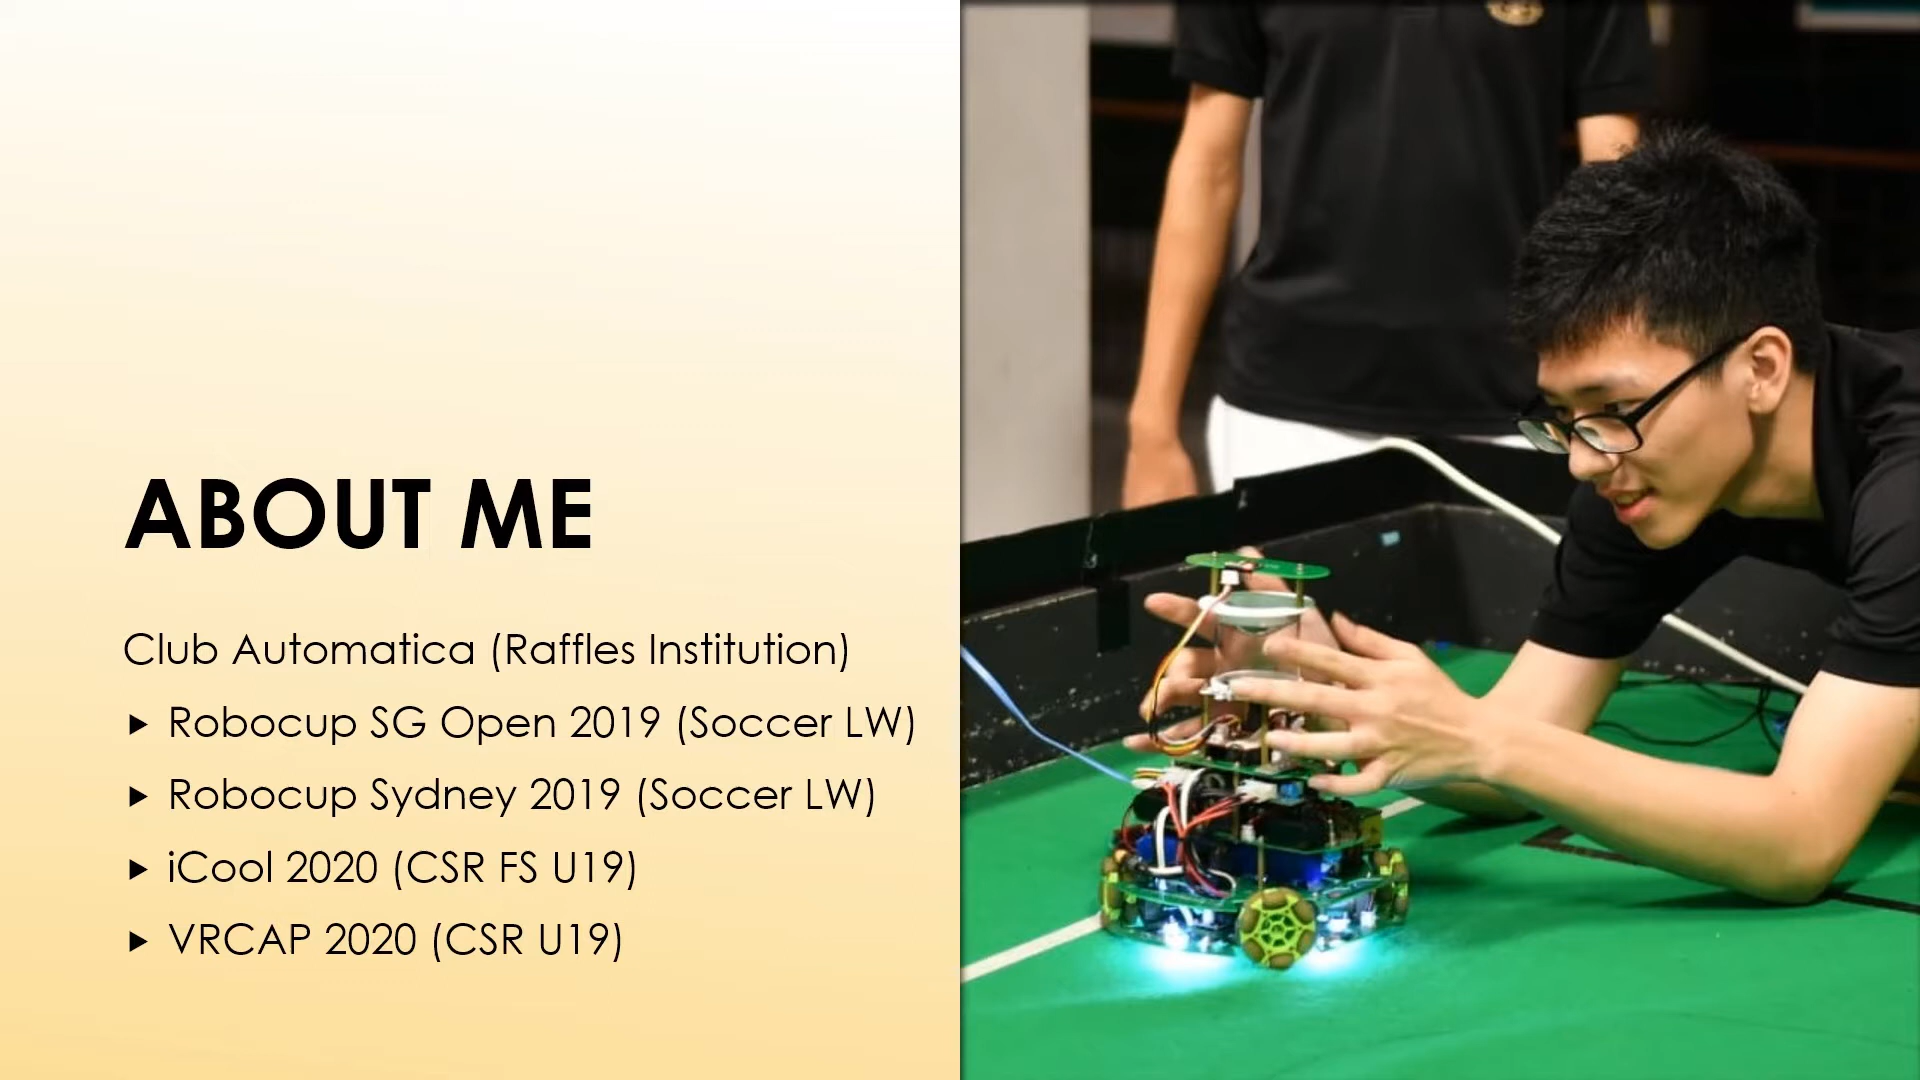 ABOUT ME
Club Automatica (Raffles Institution)
Robocup SG Open 2019 (Soccer LW)
Robocup Sydney 2019 (Soccer LW)
iCool 2020 (CSR FS U19)
VRCAP 2020 (CSR U19)